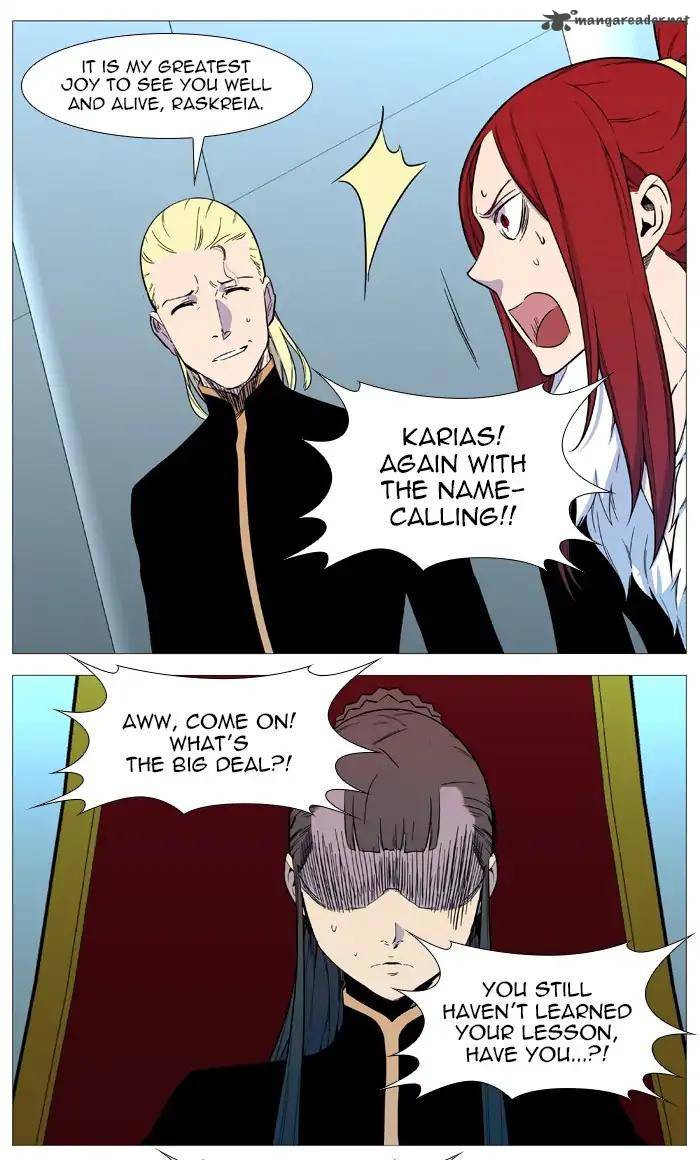 mangareader.net
IT IS MY GREATEST
JOY TO SEE YOU WELL
AND ALIVE, RASKREIA.
KARIAS!
AGAIN WITH
THE NAME-
CALLING!!
AWW, COME ON!
WHAT'S
THE BIG DEAL?!
YOU STILL
HAVEN'T LEARNED
YOUR LESSON,
HAVE YOU...?!